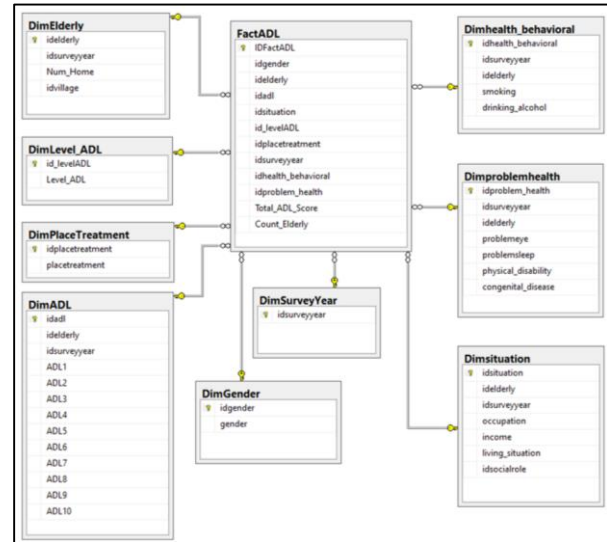 DimElderly
idelderly
idsurveyyear
Num_Home
idvillage
DimLevel_ADL
id_levelADL
Level_ADL
DimPlaceTreatment
idplacetreatment
placetreatment
DimADL
idadl
idelderly
idsurveyyear
ADL1
ADL2
ADL3
ADL4
ADL5
ADL6
ADL7
ADL8
ADL9
ADL10
FactADL
IDFactADL
idgender
idelderly
idadl
idsituation
id_levelADL
idplacetreatment
idsurveyyear
idhealth_behavioral
idproblem_health
Total_ADL_Score
Count_Elderly
DimSurveyYear
idsurveyyear
DimGender
idgender
gender
Dimhealth_behavioral
idhealth_behavioral
idsurveyyear
idelderly
smoking
drinking_alcohol
Dimproblemhealth
idproblem_health
idsurveyyear
idelderly
problemeye
problemsleep
physical_disability
congenital_disease
Dimsituation
idsituation
idelderly
idsurveyyear
occupation
income
living_situation
idsocialrole